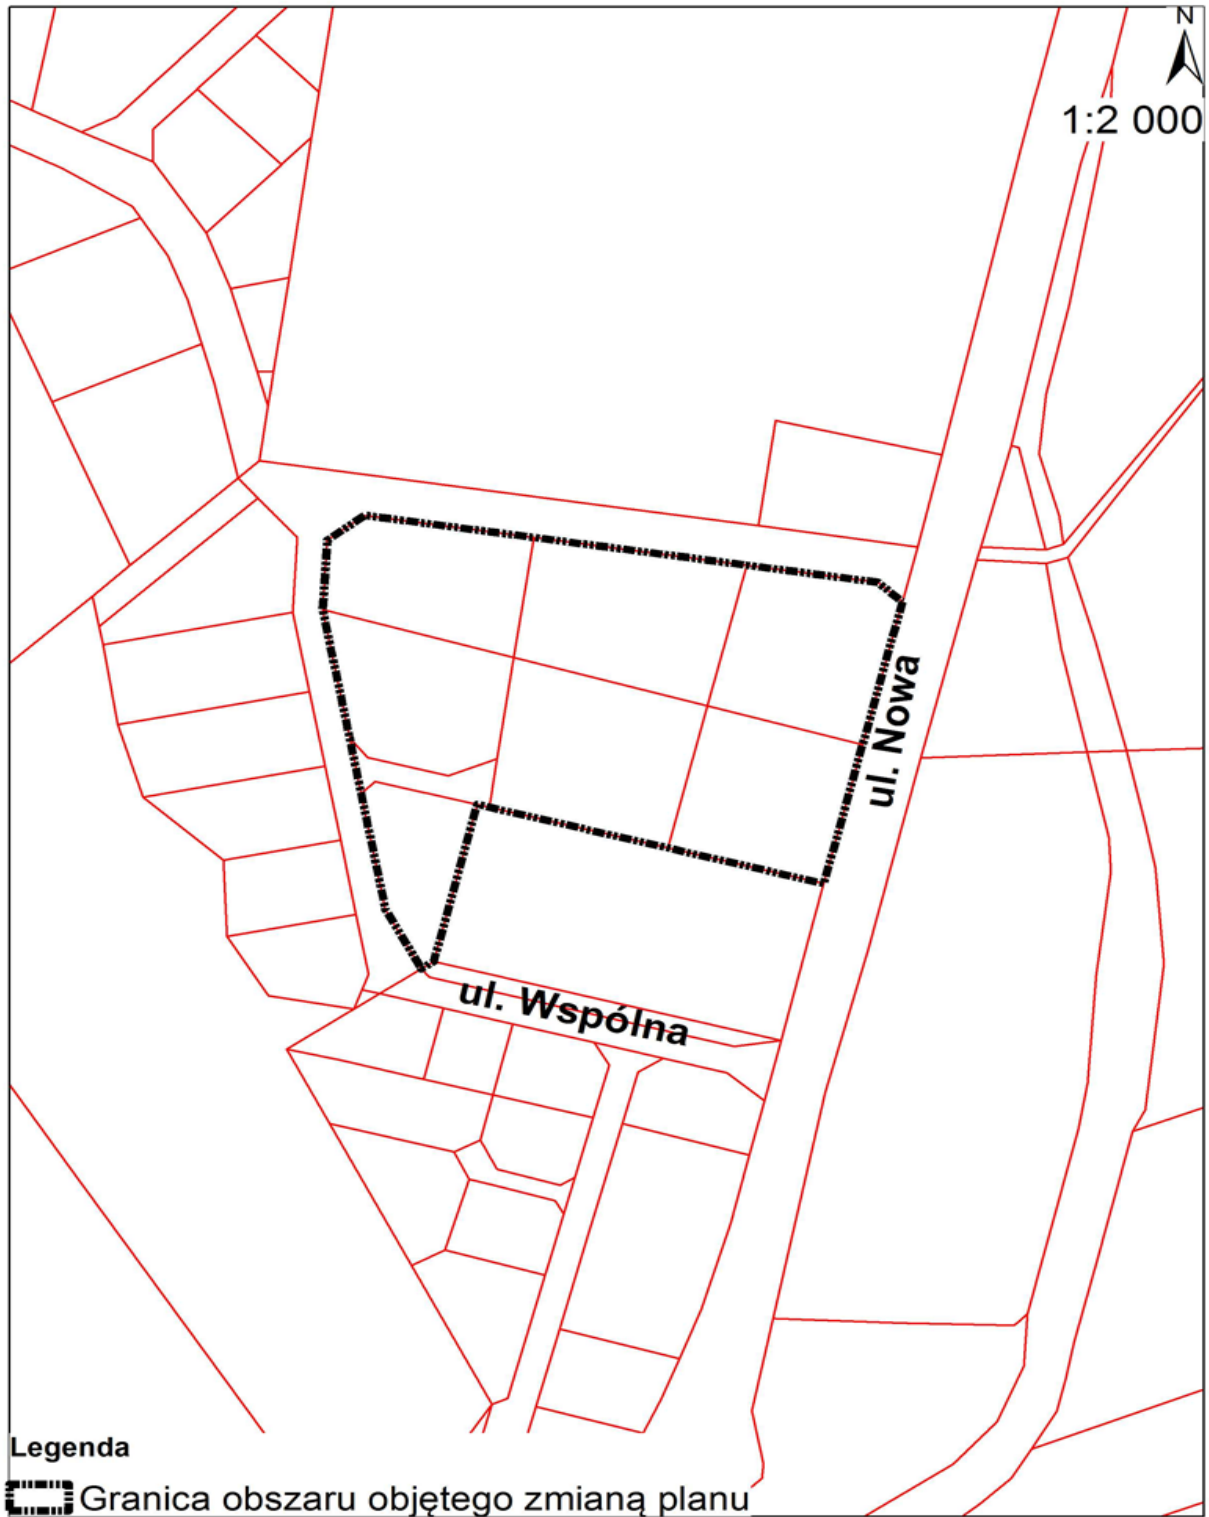 N
1:2 000
ul. Nowa
ul. Wspólna
Legenda
Granica obszaru objętego zmianą planu